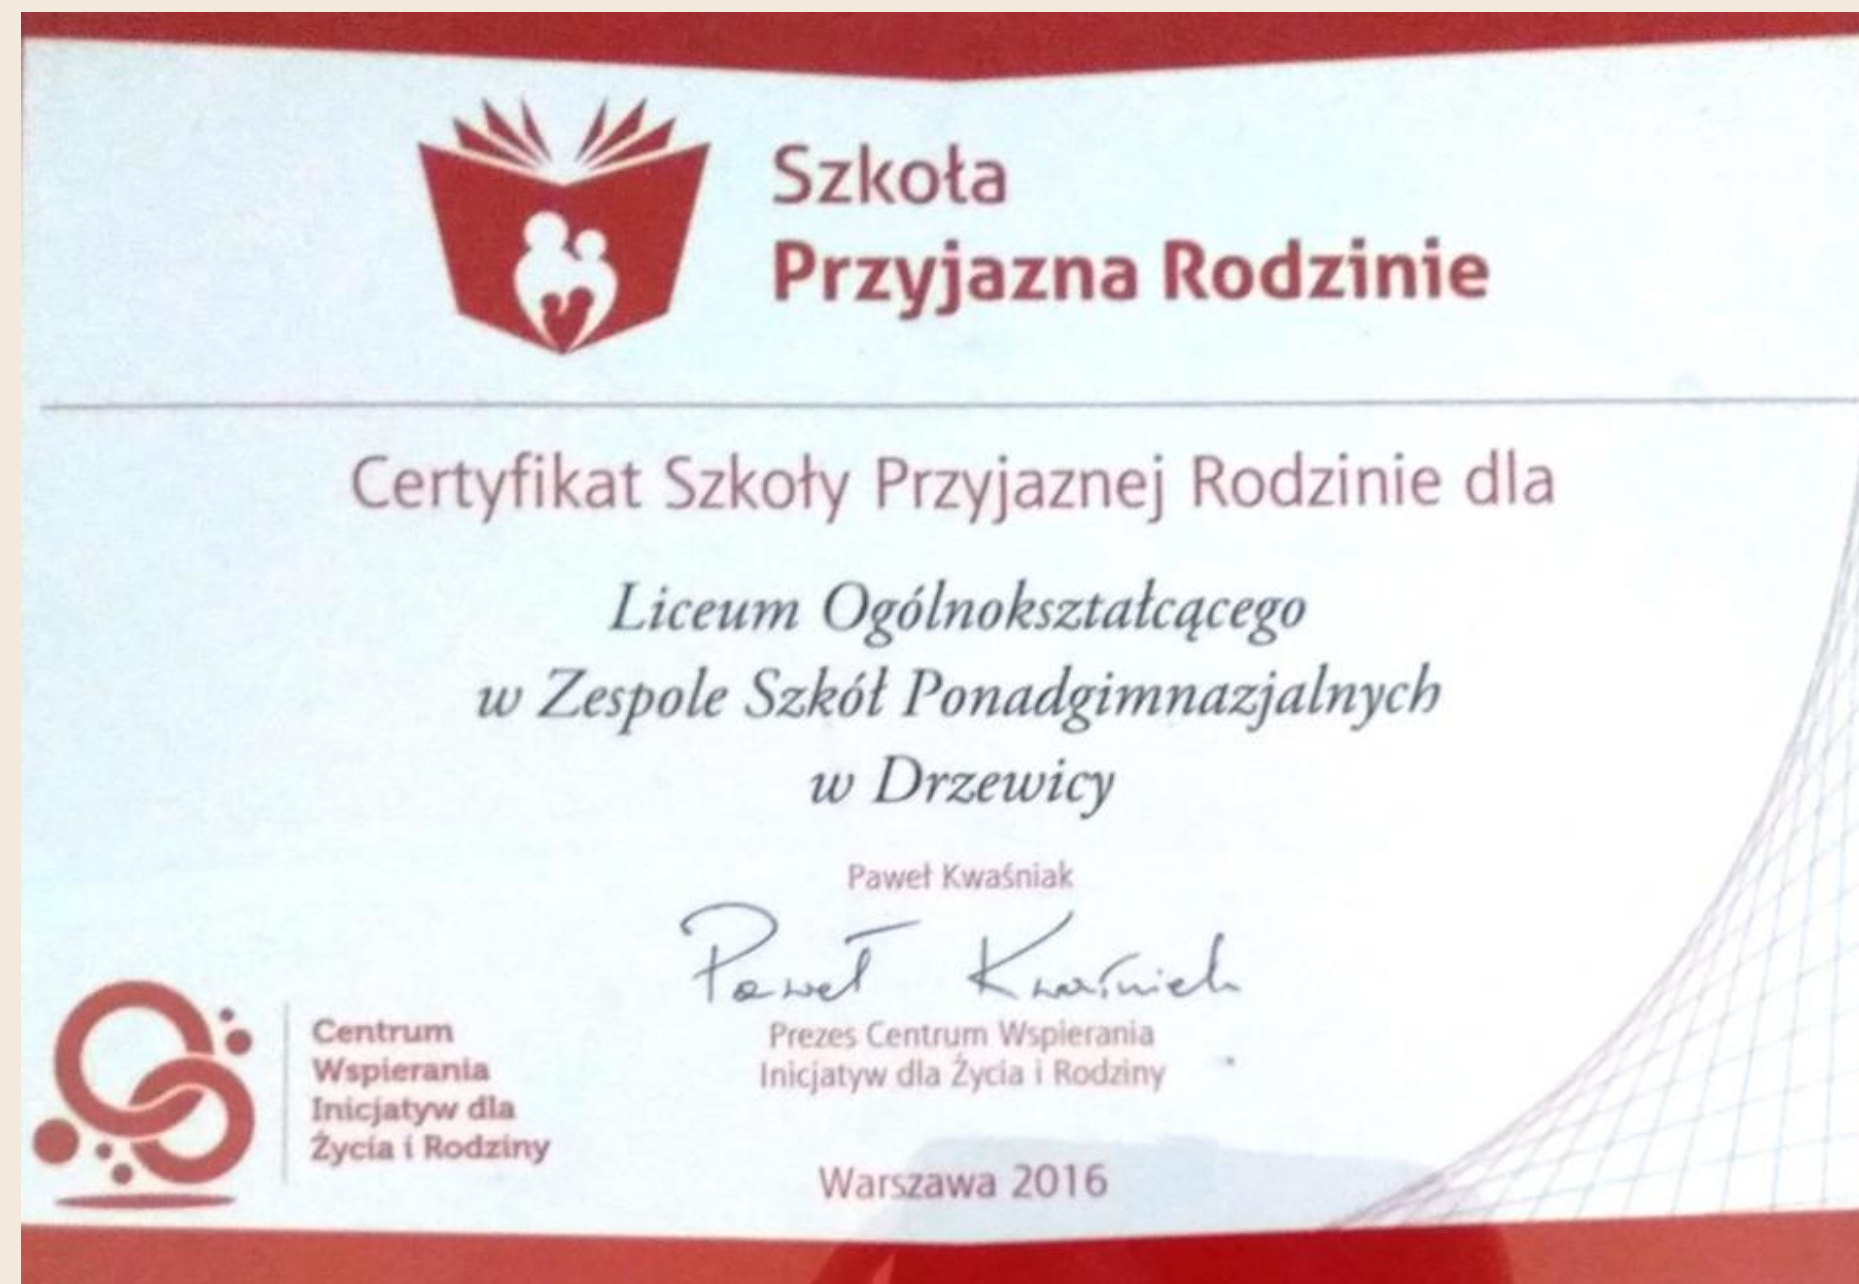 Szkoła
Przyjazna Rodzinie
Certyfikat Szkoły Przyjaznej Rodzinie dla
Liceum Ogólnokształcącego
w Zespole Szkół Ponadgimnazjalnych
w Drzewicy
Paweł Kwaśniak
Paweł Kwaśniak
Prezes Centrum Wspierania
Inicjatyw dla Życia i Rodziny
Centrum
Wspierania
Inicjatyw dla
Życia i Rodziny
Warszawa 2016